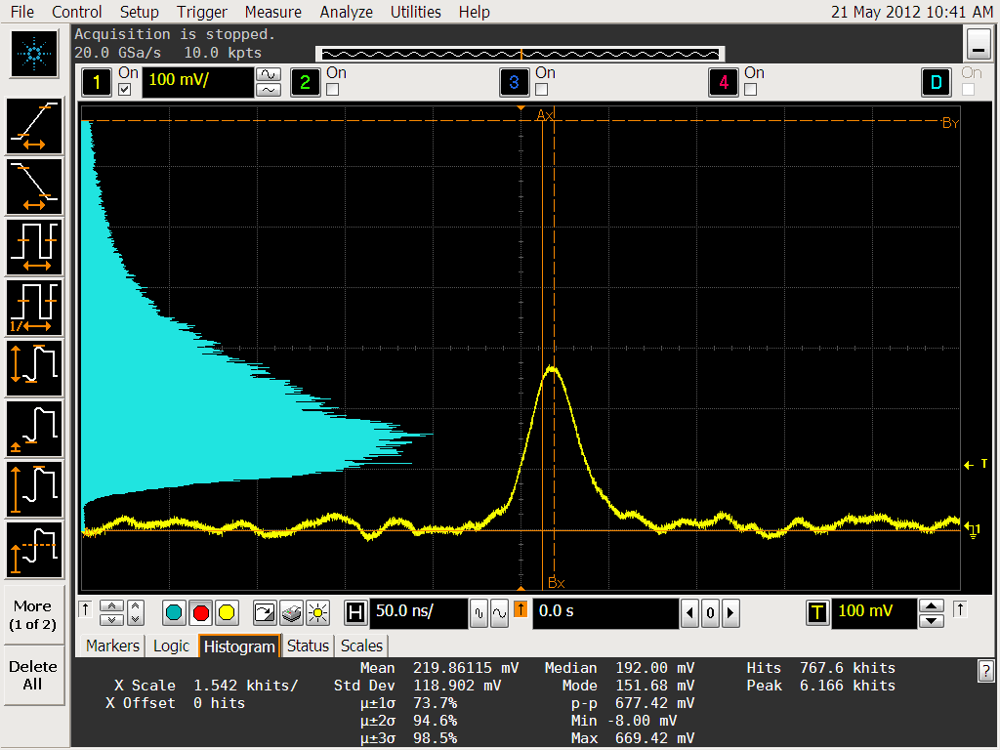 File Control Setup Trigger Measure Analyze Utilities Help 21 May 2012 10:41 AM
Acquisition is stopped.
20.0 GSa/s 10.0 kpts
1 On 100 mV/ 2 On 3 On 4 On D On
Ax
By
1/
T
1
Bx
More
(1 of 2)
Delete
All
H 50.0 ns/ 0.0 s 0 T 100 mV
Markers Logic Histogram Status Scales
?
Mean 219.86115 mV Median 192.00 mV Hits 767.6 khits
X Scale 1.542 khits/ Std Dev 118.902 mV Mode 151.68 mV Peak 6.166 khits
X Offset 0 hits µ±1σ 73.7% p-p 677.42 mV
µ±2σ 94.6% Min -8.00 mV
µ±3σ 98.5% Max 669.42 mV